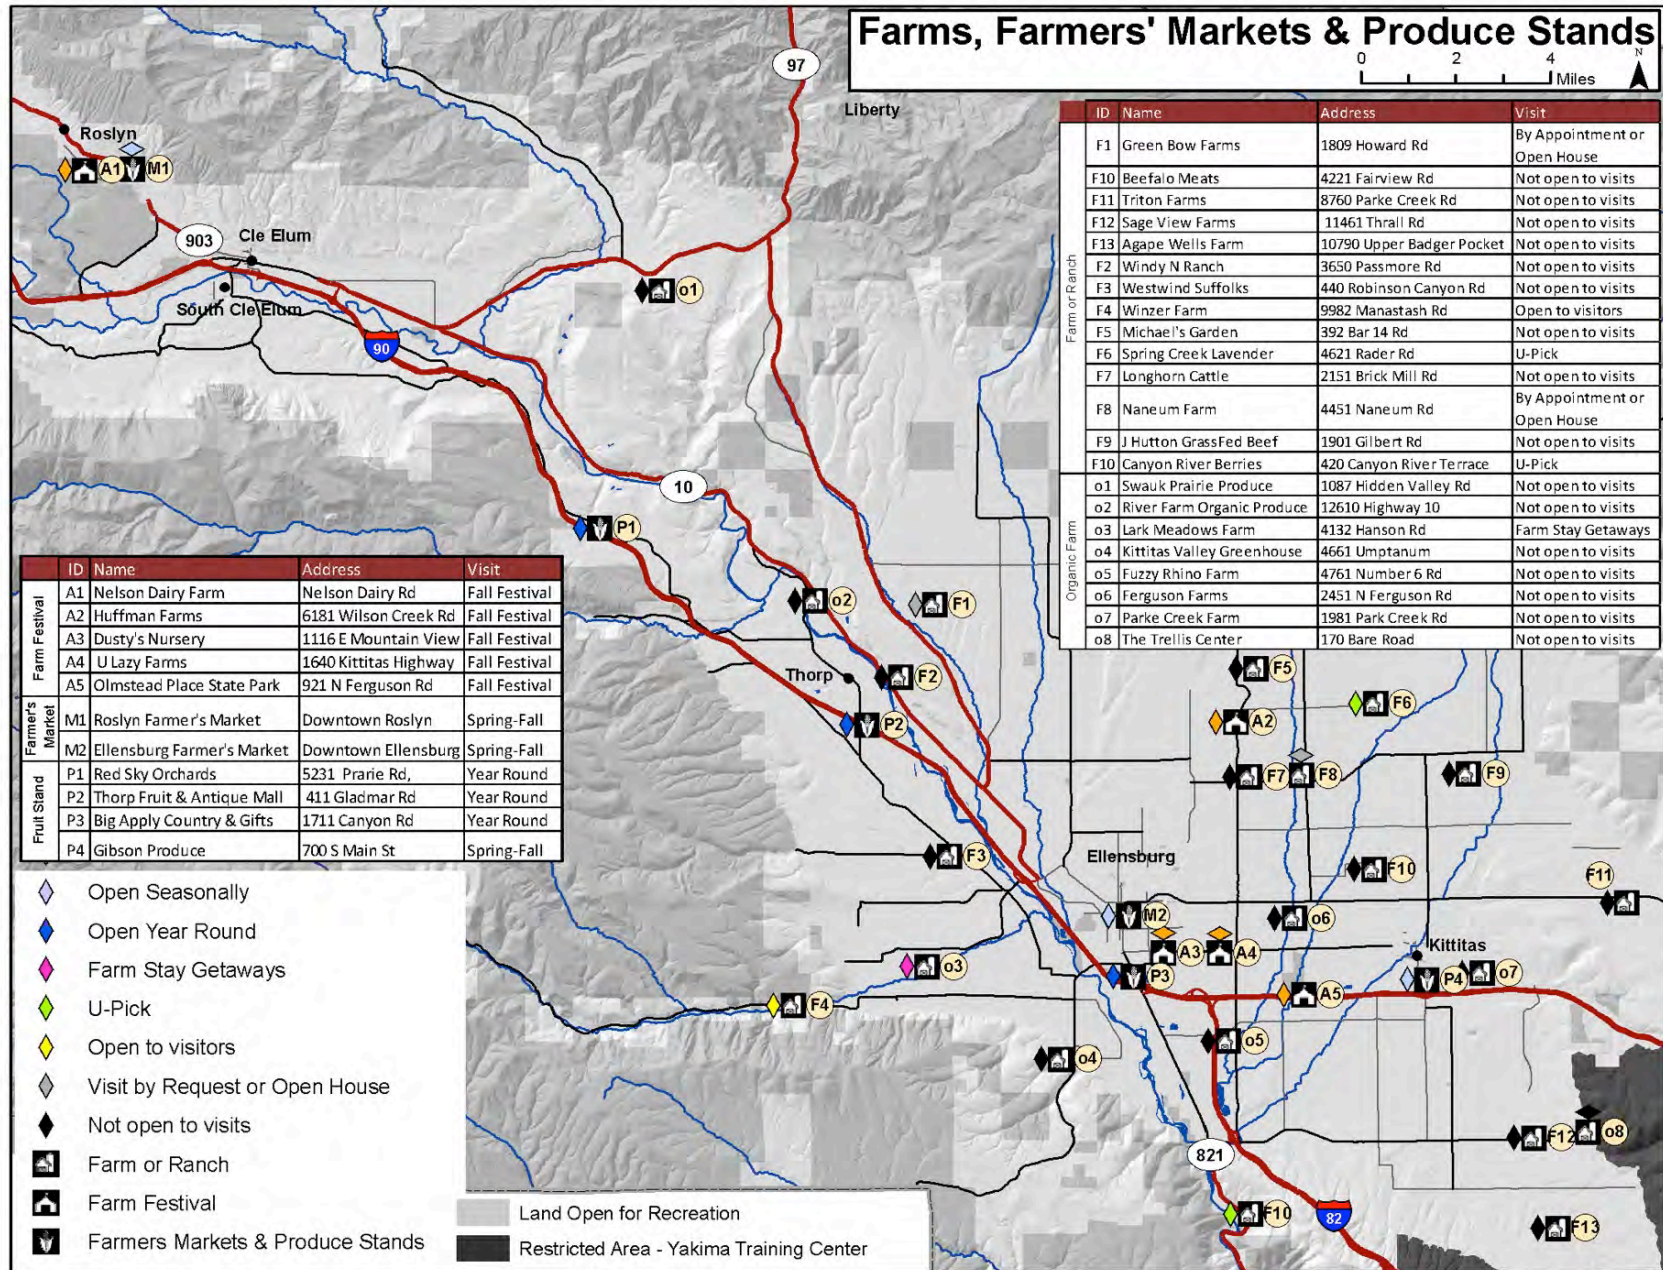 Farms, Farmers' Markets & Produce Stands
0 2 4
Miles
N
97
Liberty
Roslyn
A1
M1
903
Cle Elum
South Cle Elum
o1
90
10
P1
ID Name Address Visit
Farm or Ranch
F1 Green Bow Farms 1809 Howard Rd By Appointment or
Open House
F10 Beefalo Meats 4221 Fairview Rd Not open to visits
F11 Triton Farms 8760 Parke Creek Rd Not open to visits
F12 Sage View Farms 11461 Thrall Rd Not open to visits
F13 Agape Wells Farm 10790 Upper Badger Pocket Not open to visits
F2 Windy N Ranch 3650 Passmore Rd Not open to visits
F3 Westwind Suffolks 440 Robinson Canyon Rd Not open to visits
F4 Winzer Farm 9982 Manastash Rd Open to visitors
F5 Michael's Garden 392 Bar 14 Rd Not open to visits
F6 Spring Creek Lavender 4621 Rader Rd U-Pick
F7 Longhorn Cattle 2151 Brick Mill Rd Not open to visits
F8 Naneum Farm 4451 Naneum Rd By Appointment or
Open House
F9 J Hutton GrassFed Beef 1901 Gilbert Rd Not open to visits
F10 Canyon River Berries 420 Canyon River Terrace U-Pick
Organic Farm
o1 Swauk Prairie Produce 1087 Hidden Valley Rd Not open to visits
o2 River Farm Organic Produce 12610 Highway 10 Not open to visits
o3 Lark Meadows Farm 4132 Hanson Rd Farm Stay Getaways
o4 Kittitas Valley Greenhouse 4661 Umptanum Not open to visits
o5 Fuzzy Rhino Farm 4761 Number 6 Rd Not open to visits
o6 Ferguson Farms 2451 N Ferguson Rd Not open to visits
o7 Parke Creek Farm 1981 Park Creek Rd Not open to visits
o8 The Trellis Center 170 Bare Road Not open to visits
ID Name Address Visit
Farm Festival
A1 Nelson Dairy Farm Nelson Dairy Rd Fall Festival
A2 Huffman Farms 6181 Wilson Creek Rd Fall Festival
A3 Dusty's Nursery 1116 E Mountain View Fall Festival
A4 U Lazy Farms 1640 Kittitas Highway Fall Festival
A5 Olmstead Place State Park 921 N Ferguson Rd Fall Festival
Farmer's
Market
M1 Roslyn Farmer's Market Downtown Roslyn Spring-Fall
M2 Ellensburg Farmer's Market Downtown Ellensburg Spring-Fall
Fruit Stand
P1 Red Sky Orchards 5231 Prarie Rd, Year Round
P2 Thorp Fruit & Antique Mall 411 Gladmar Rd Year Round
P3 Big Apply Country & Gifts 1711 Canyon Rd Year Round
P4 Gibson Produce 700 S Main St Spring-Fall
o2
F1
Thorp
F2
P2
F5
F6
A2
F7
F8
F9
F3
Ellensburg
F10
F11
M2
o6
A3
A4
Kittitas
o3
P3
P4
o7
F4
A5
o5
o4
F12
o8
821
F10
82
F13
Open Seasonally
Open Year Round
Farm Stay Getaways
U-Pick
Open to visitors
Visit by Request or Open House
Not open to visits
Farm or Ranch
Farm Festival
Farmers Markets & Produce Stands
Land Open for Recreation
Restricted Area - Yakima Training Center